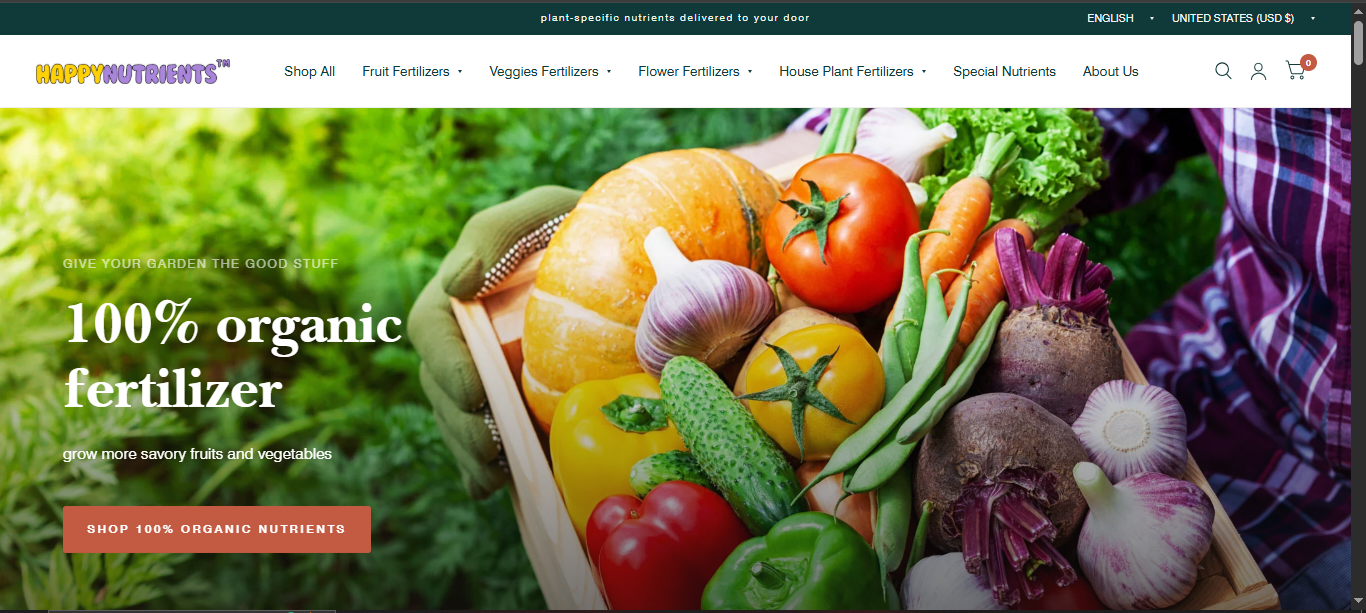 plant-specific nutrients delivered to your door
ENGLISH
UNITED STATES (USD $)
HAPPYNUTRIENTS™
Shop All
Fruit Fertilizers
Veggies Fertilizers
Flower Fertilizers
House Plant Fertilizers
Special Nutrients
About Us
0
GIVE YOUR GARDEN THE GOOD STUFF
100% organic
fertilizer
grow more savory fruits and vegetables
SHOP 100% ORGANIC NUTRIENTS